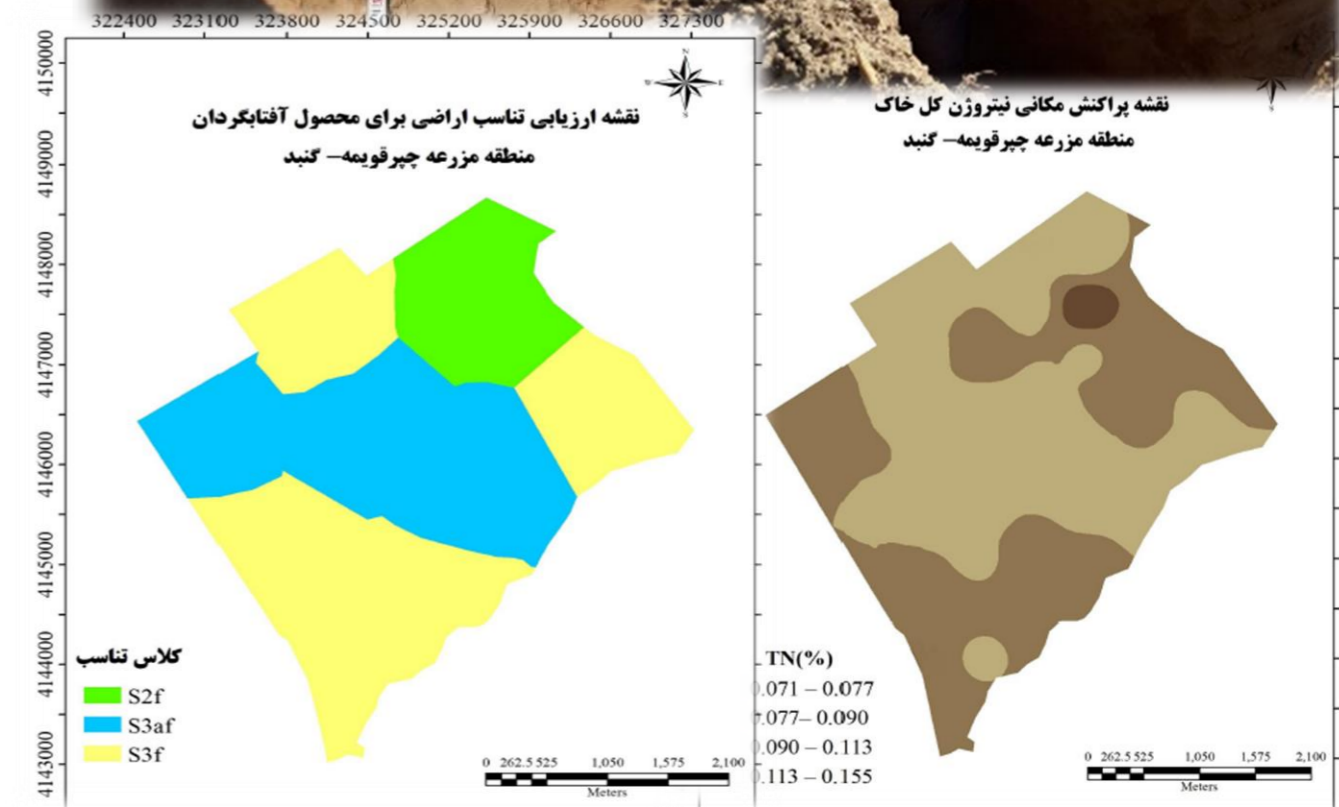 322400 323100 323800 324500 325200 325900 326600 327300
4150000
4149000
4148000
4147000
4146000
4145000
4144000
4143000
N
W E
S
نقشه ارزیابی تناسب اراضی برای محصول آفتابگردان
منطقه مزرعه چپرقویمه– گنبد
کلاس تناسب
S2f
S3af
S3f
0 262.5 525 1,050 1,575 2,100
Meters
نقشه پراکنش مکانی نیتروژن کل خاک
منطقه مزرعه چپرقویمه– گنبد
TN(%)
0.071 – 0.077
0.077– 0.090
0.090 – 0.113
0.113 – 0.155
0 262.5 525 1,050 1,575 2,100
Meters